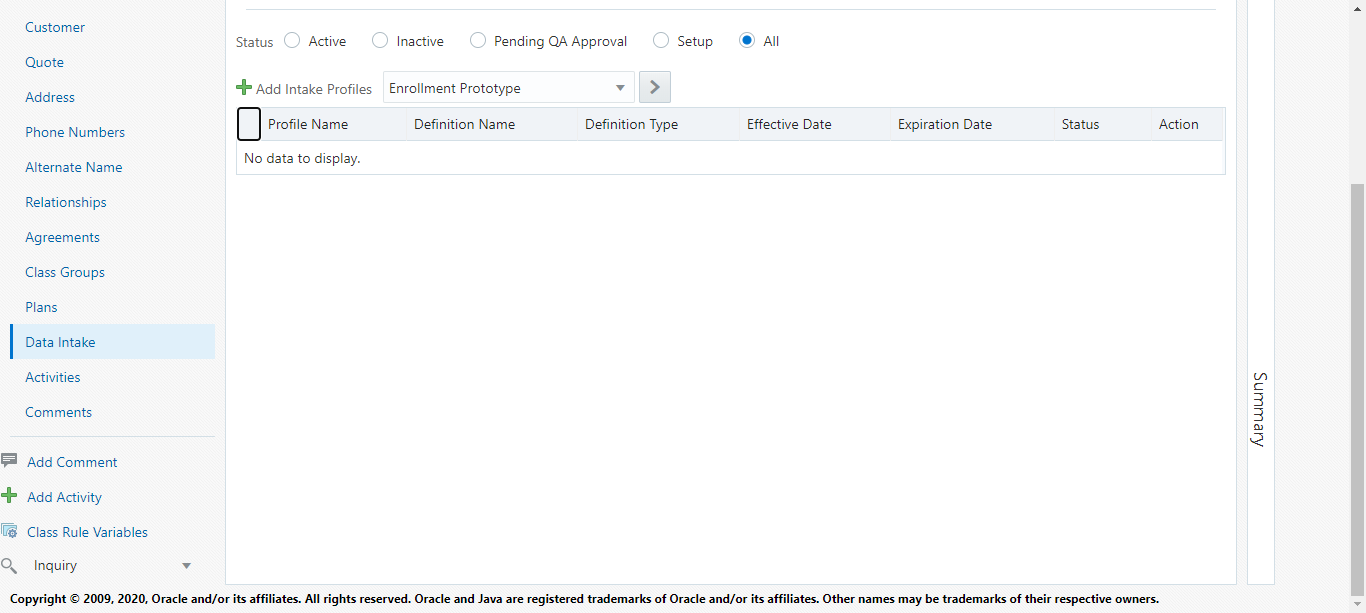 Customer
Quote
Address
Phone Numbers
Alternate Name
Relationships
Agreements
Class Groups
Plans
Data Intake
Activities
Comments
Add Comment
Add Activity
Class Rule Variables
Inquiry
Status Active Inactive Pending QA Approval Setup All
Add Intake Profiles Enrollment Prototype
Profile Name Definition Name Definition Type Effective Date Expiration Date Status Action
No data to display.
Summary
Copyright © 2009, 2020, Oracle and/or its affiliates. All rights reserved. Oracle and Java are registered trademarks of Oracle and/or its affiliates. Other names may be trademarks of their respective owners.